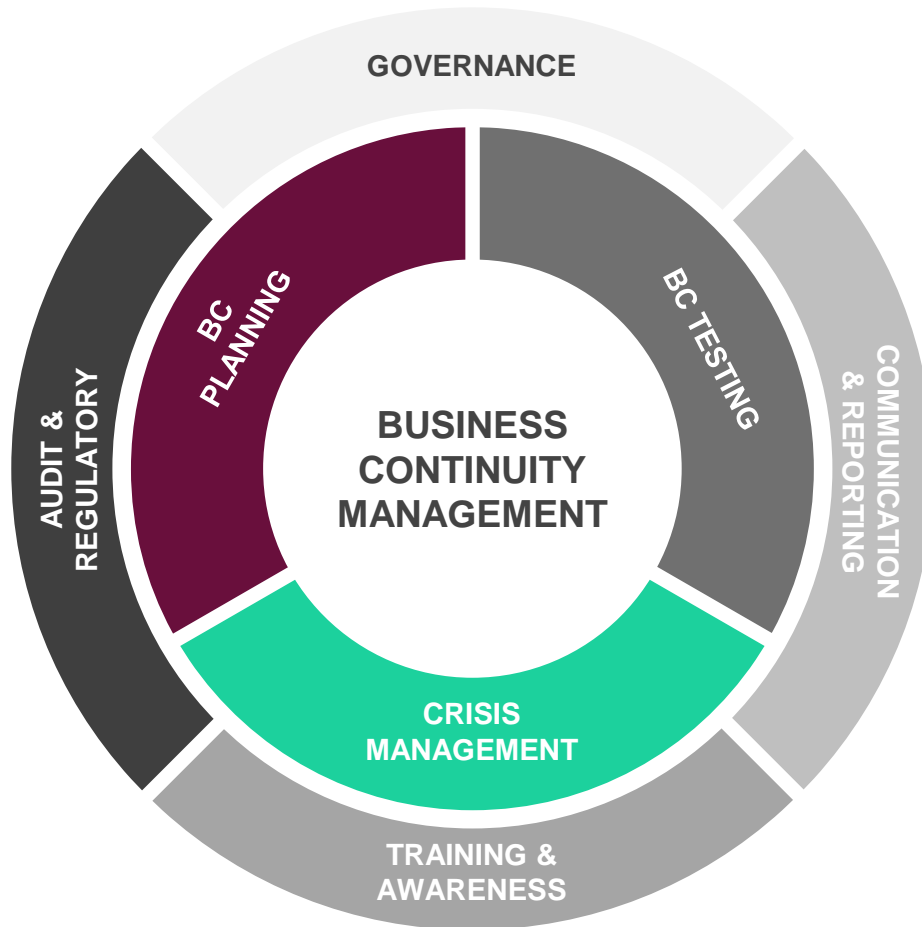 GOVERNANCE
BC
PLANNING
BC TESTING
AUDIT &
REGULATORY
BUSINESS
CONTINUITY
MANAGEMENT
COMMUNICATION
& REPORTING
CRISIS
MANAGEMENT
TRAINING &
AWARENESS